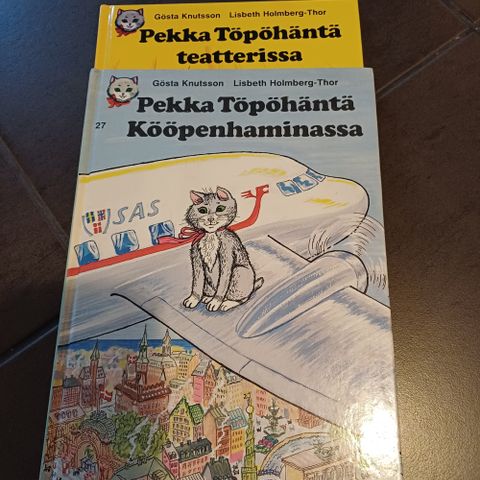 Gösta Knutsson Lisbeth Holmberg-Thor
Pekka Töpöhäntä
teatterissa
Gösta Knutsson Lisbeth Holmberg-Thor
Pekka Töpöhäntä
Kööpenhaminassa
27
SAS